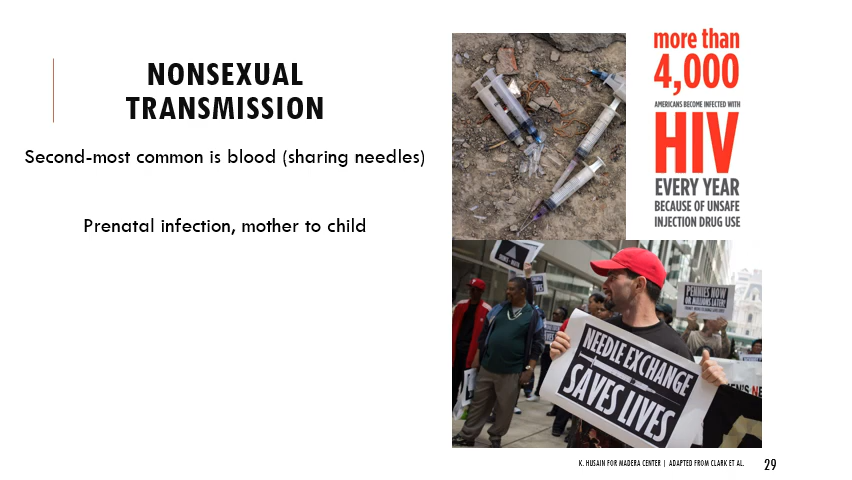 NONSEXUAL
TRANSMISSION
Second-most common is blood (sharing needles)
Prenatal infection, mother to child
more than
4,000
AMERICANS BECOME INFECTED WITH
HIV
EVERY YEAR
BECAUSE OF UNSAFE
INJECTION DRUG USE
PENNIES NOW
OR MILLIONS LATER!
NEEDLE EXCHANGE
SAVES LIVES
K. HUSAIN FOR MADERA CENTER | ADAPTED FROM CLARK ET AL.
29